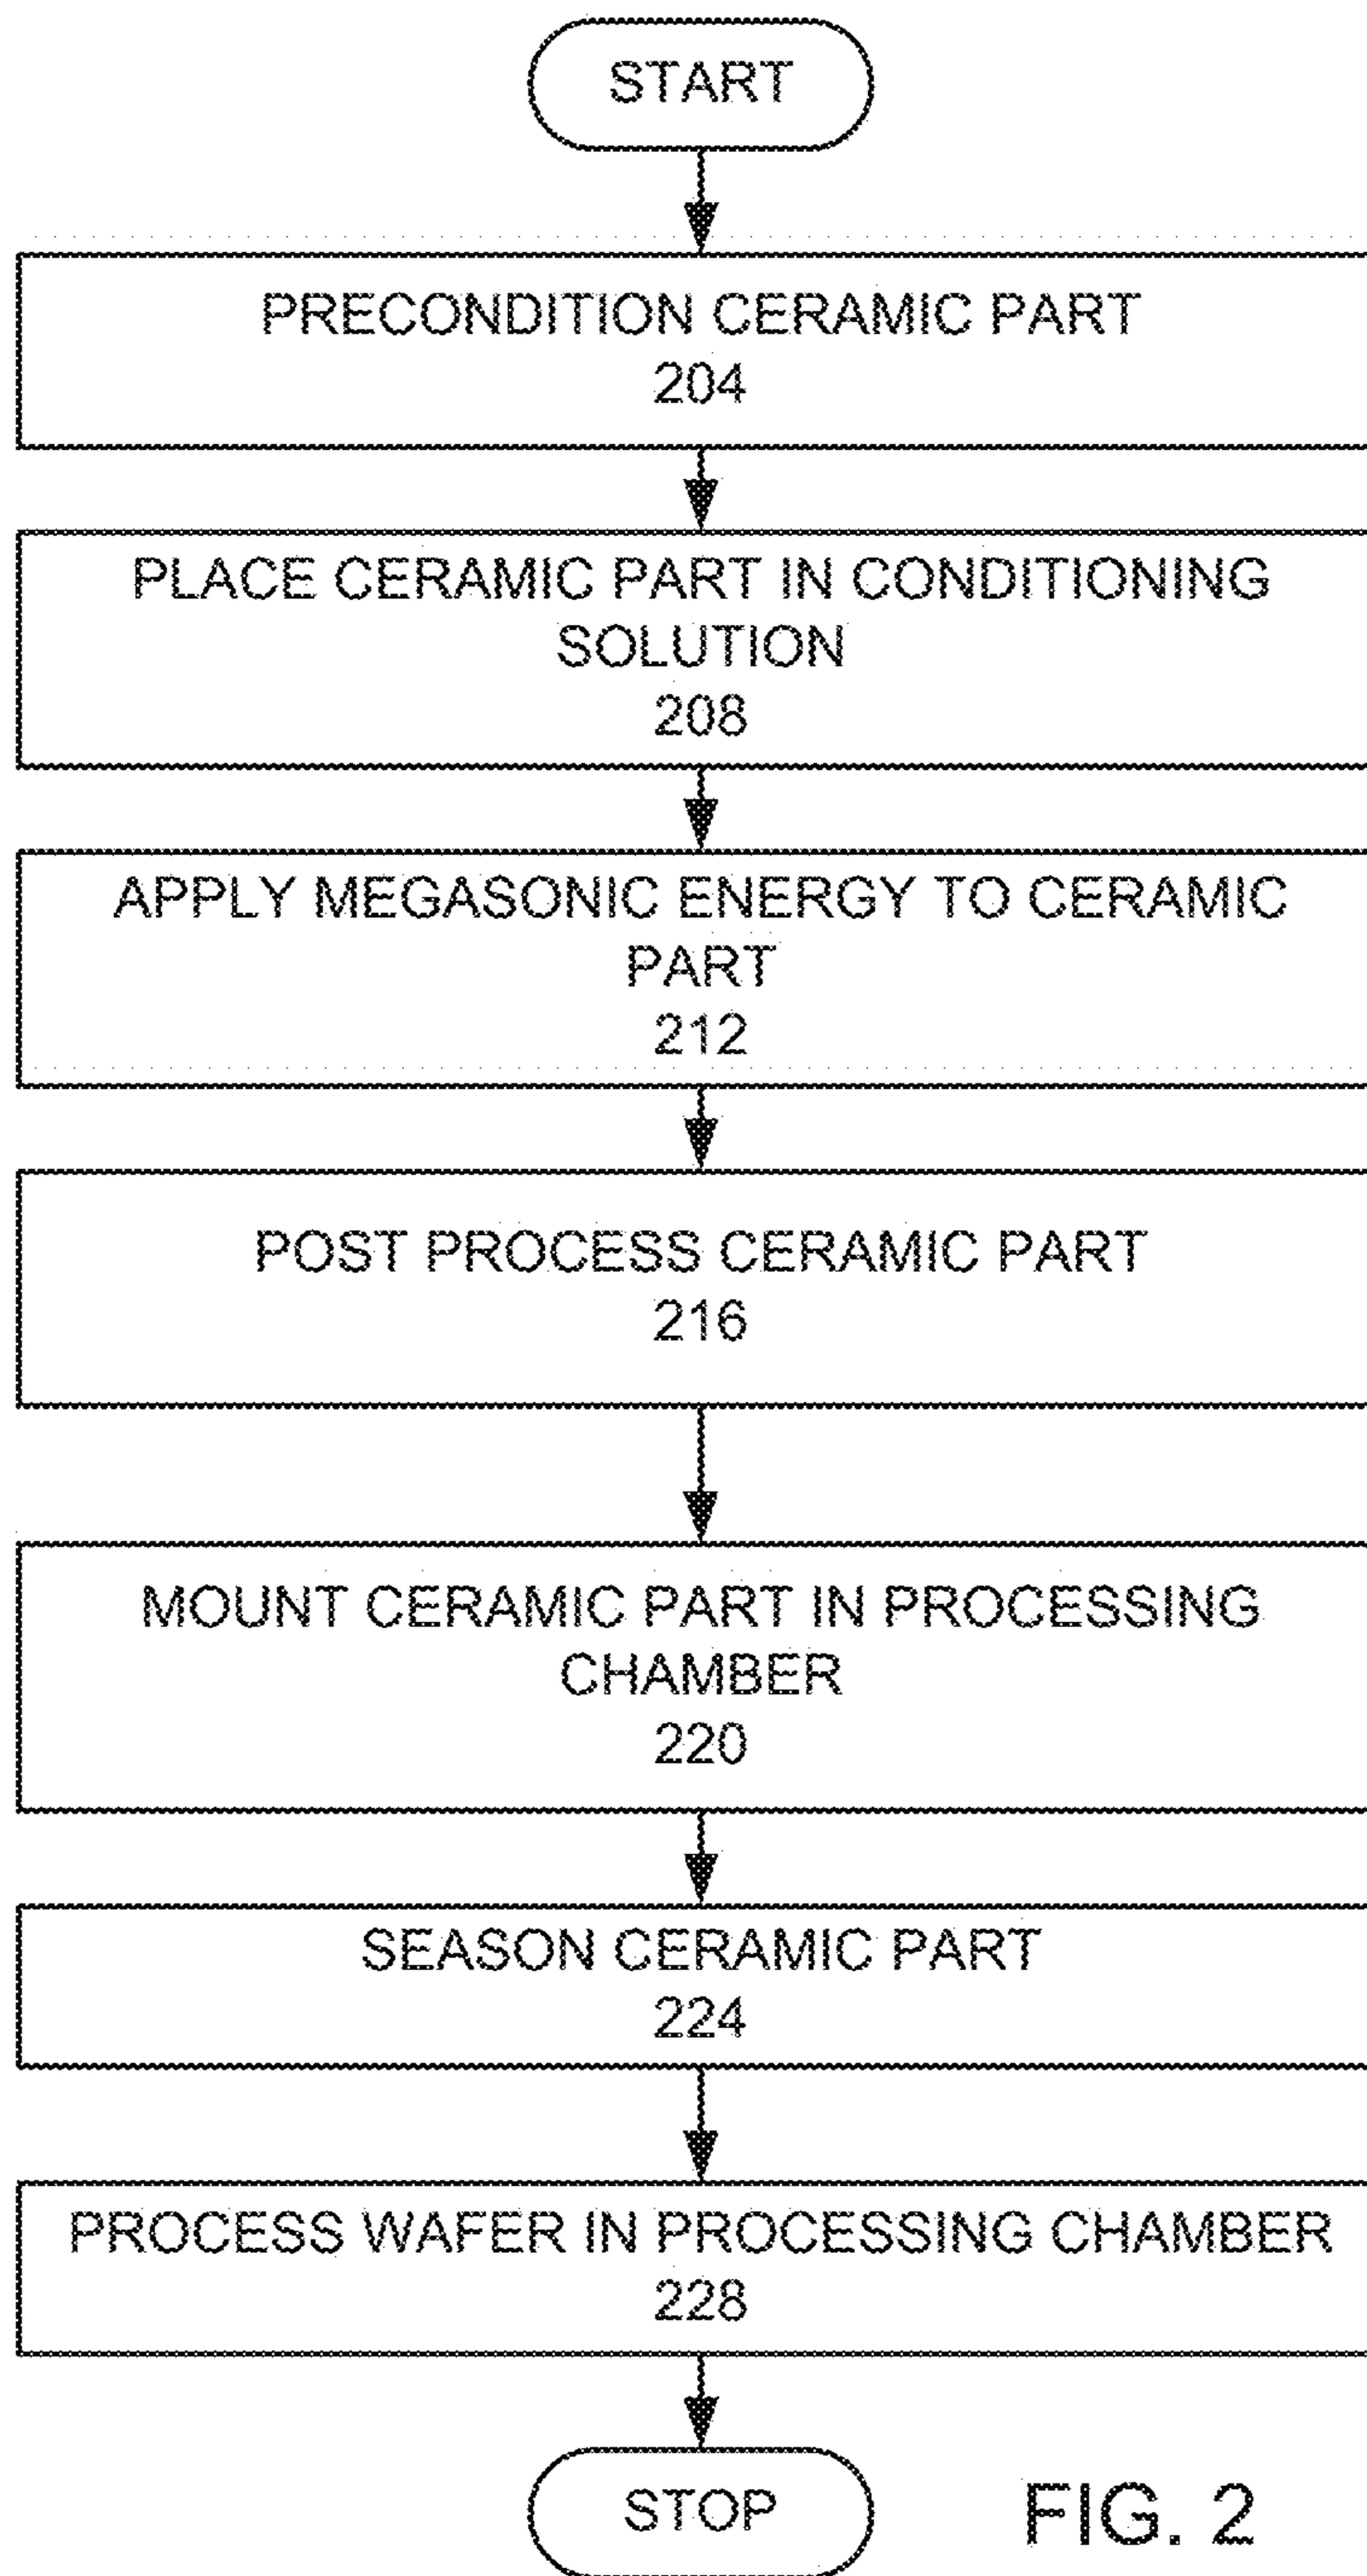 START
PRECONDITION CERAMIC PART
204
PLACE CERAMIC PART IN CONDITIONING
SOLUTION
208
APPLY MEGASONIC ENERGY TO CERAMIC
PART
212
POST PROCESS CERAMIC PART
216
MOUNT CERAMIC PART IN PROCESSING
CHAMBER
220
SEASON CERAMIC PART
224
PROCESS WAFER IN PROCESSING CHAMBER
228
STOP
FIG. 2